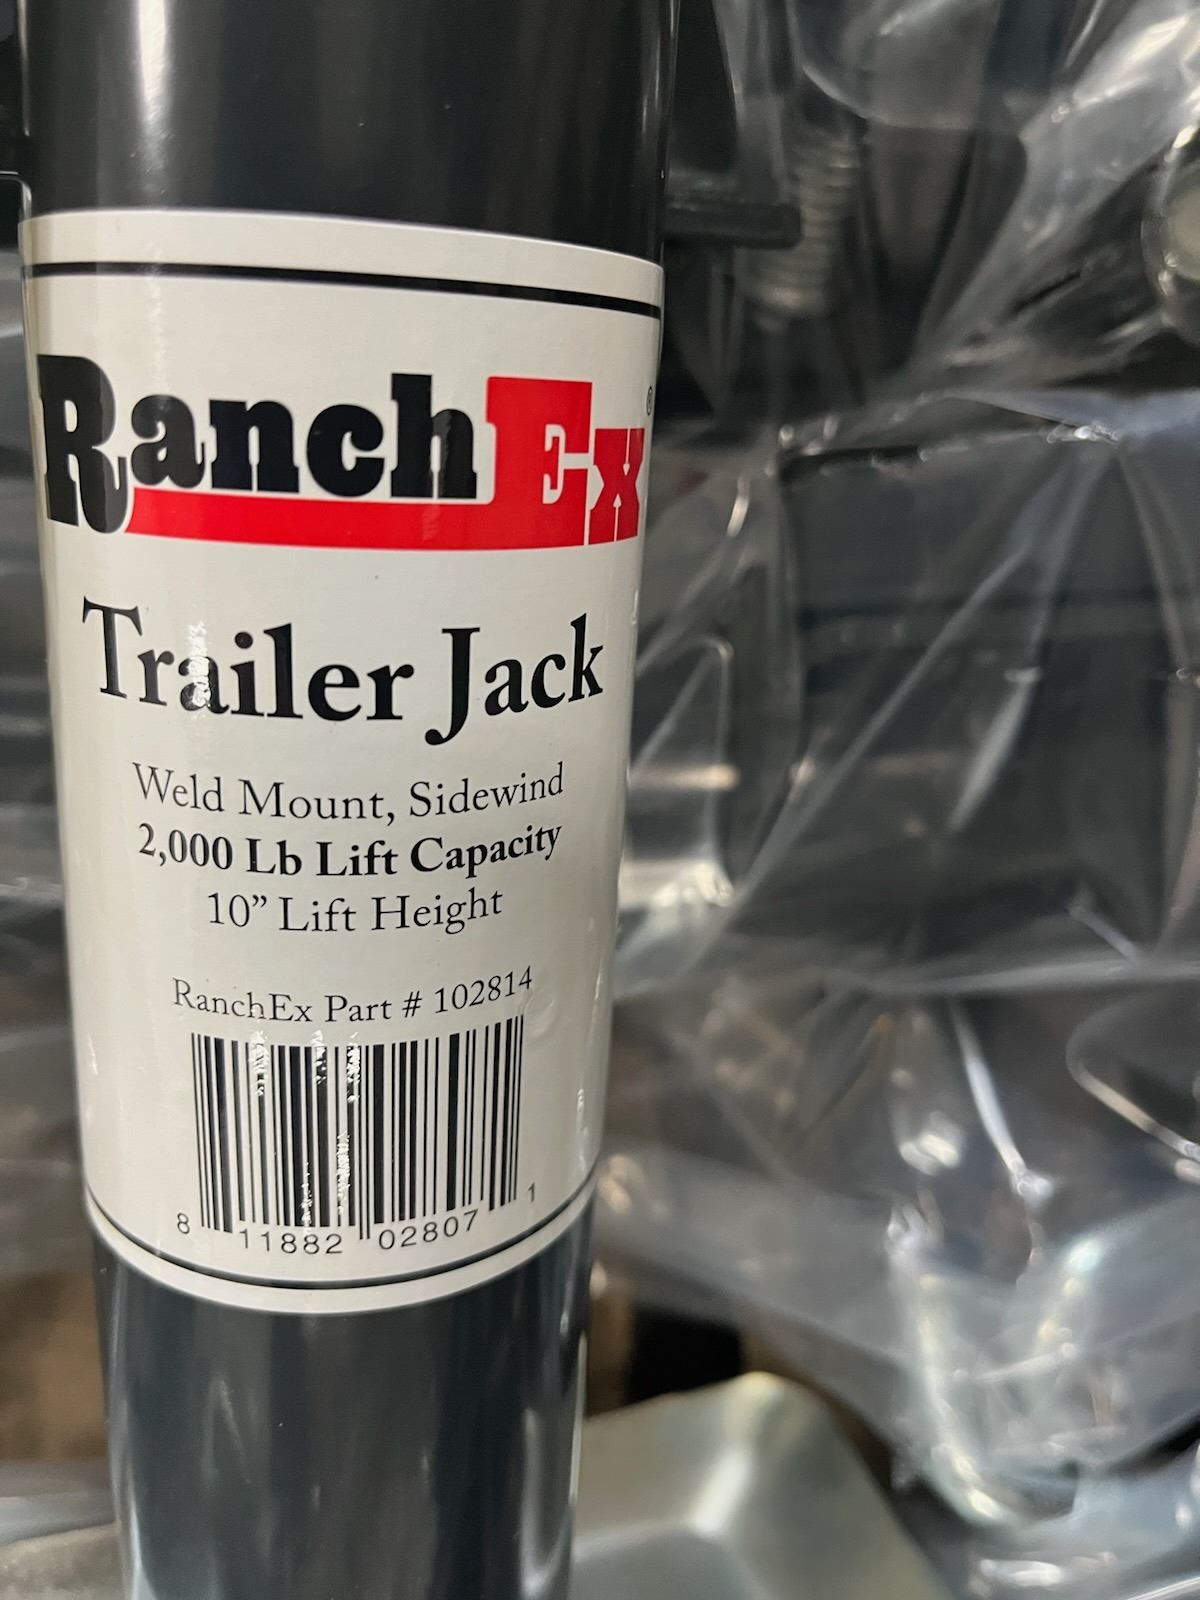 RanchEx®
Trailer Jack
Weld Mount, Sidewind
2,000 Lb Lift Capacity
10” Lift Height
RanchEx Part # 102814
8 11882 02807 1